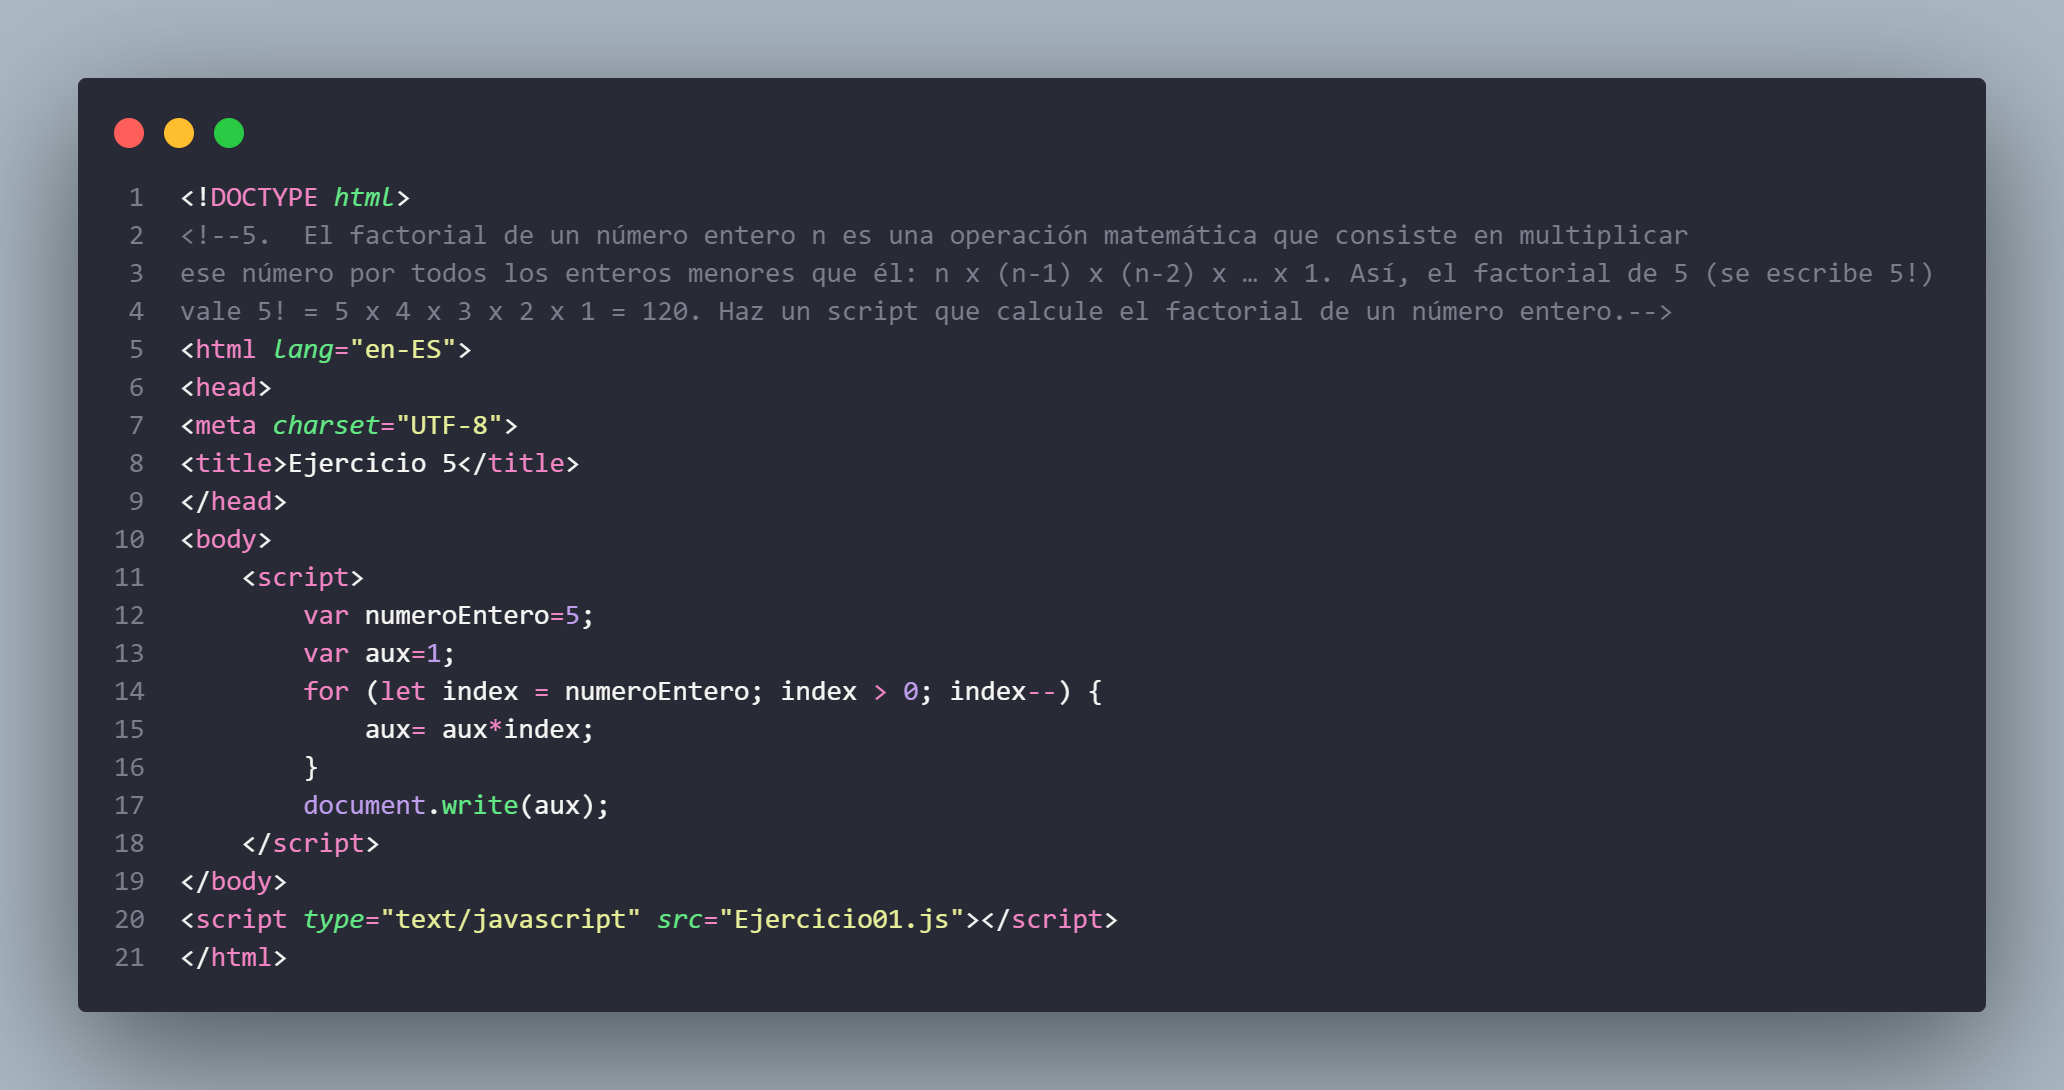 1 <!DOCTYPE html>
2 <!--5.  El factorial de un número entero n es una operación matemática que consiste en multiplicar
3 ese número por todos los enteros menores que él: n x (n-1) x (n-2) x … x 1. Así, el factorial de 5 (se escribe 5!)
4 vale 5! = 5 x 4 x 3 x 2 x 1 = 120. Haz un script que calcule el factorial de un número entero.-->
5 <html lang="en-ES">
6 <head>
7 <meta charset="UTF-8">
8 <title>Ejercicio 5</title>
9 </head>
10 <body>
11     <script>
12         var numeroEntero=5;
13         var aux=1;
14         for (let index = numeroEntero; index > 0; index--) {
15             aux= aux*index;
16         }
17         document.write(aux);
18     </script>
19 </body>
20 <script type="text/javascript" src="Ejercicio01.js"></script>
21 </html>